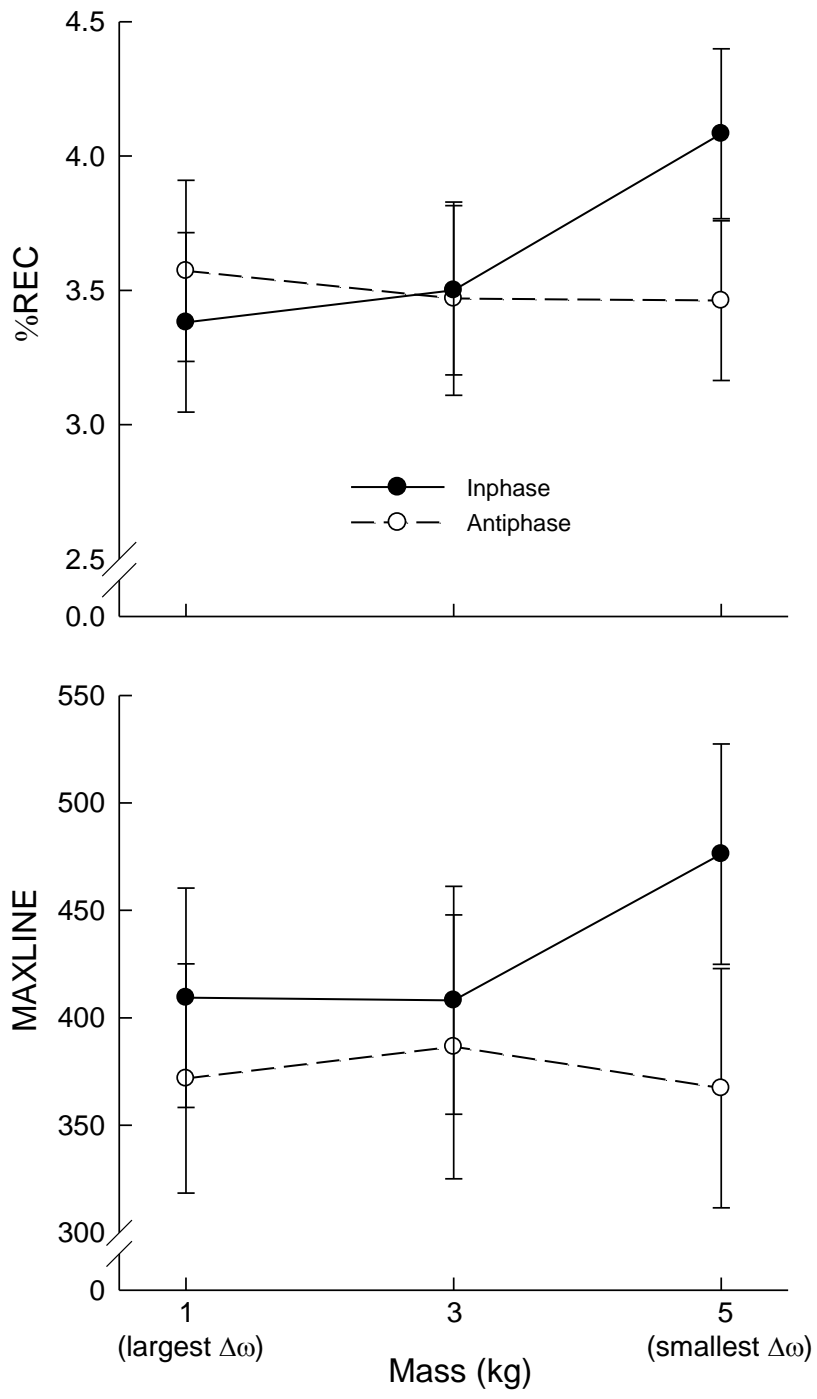 4.5
4.0
3.5
3.0
2.5
0.0
%REC
Inphase
Antiphase
550
500
450
400
350
300
0
MAXLINE
1 3 5
(largest Δω) (smallest Δω)
Mass (kg)